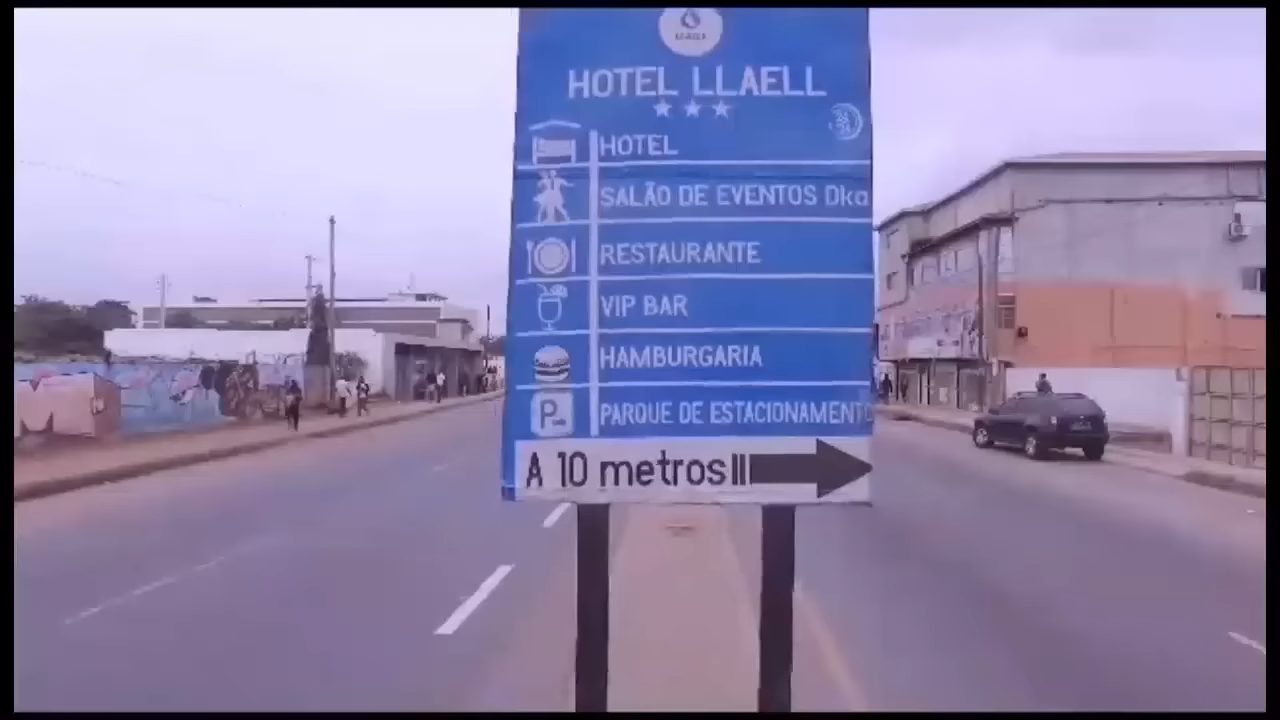 HOTEL LLAELL
HOTEL
SALÃO DE EVENTOS Dka
RESTAURANTE
VIP BAR
HAMBURGARIA
P
PARQUE DE ESTACIONAMENTO
A 10 metros